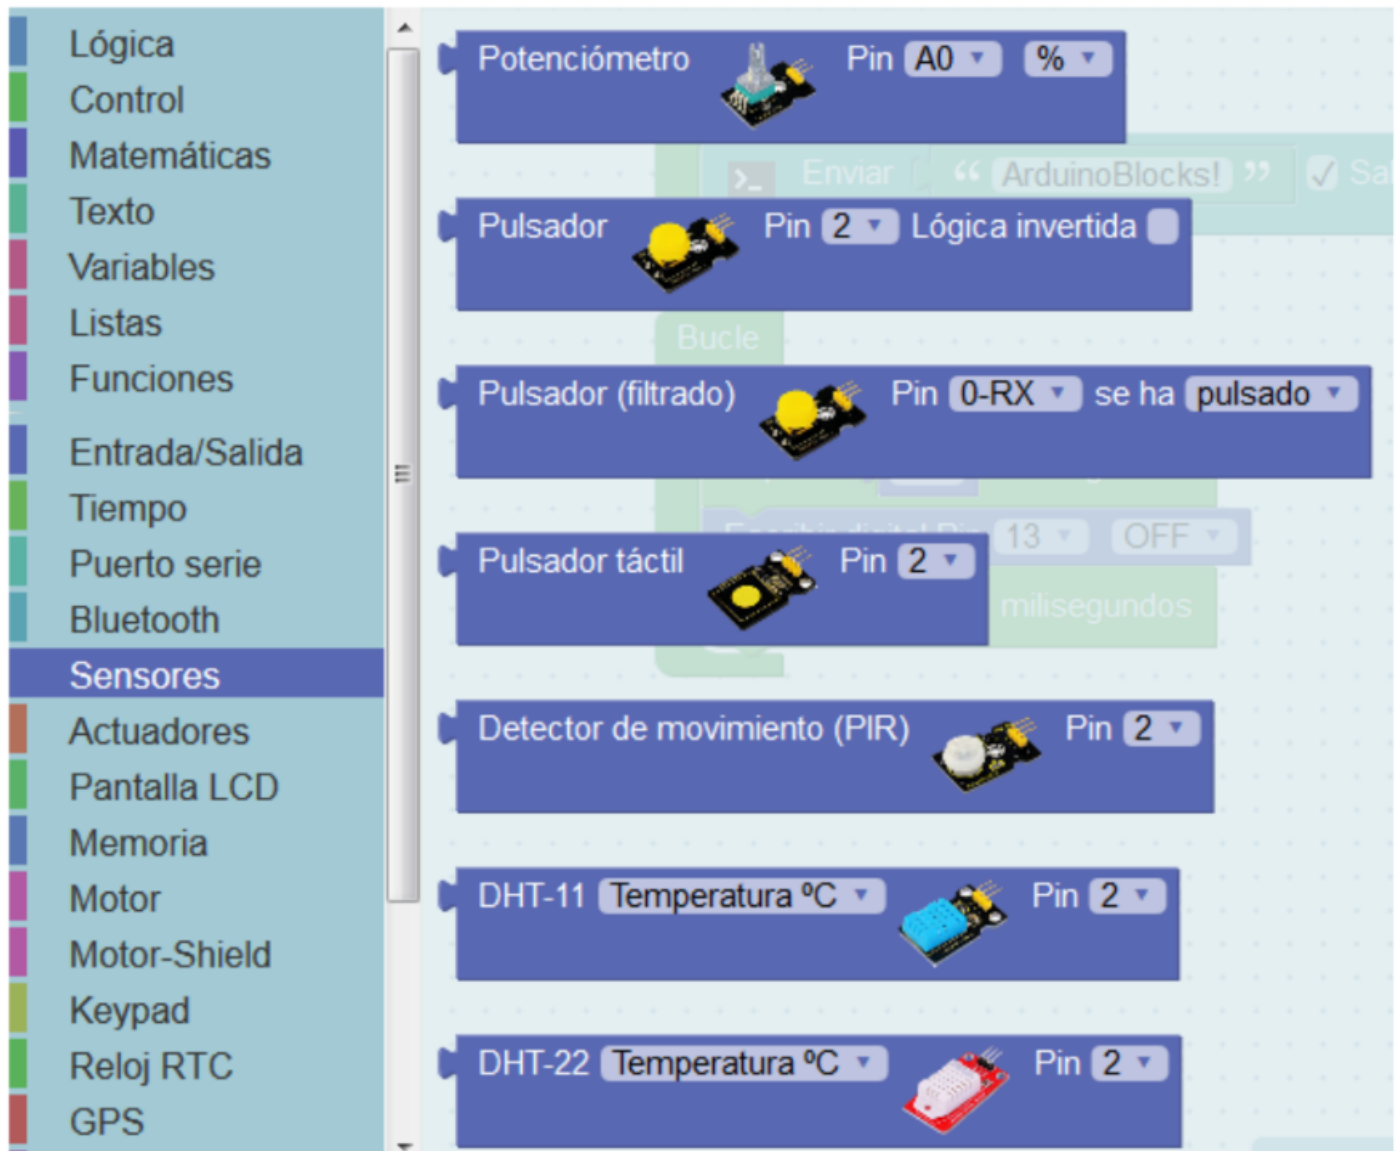 Lógica
Control
Matemáticas
Texto
Variables
Listas
Funciones
Entrada/Salida
Tiempo
Puerto serie
Bluetooth
Sensores
Actuadores
Pantalla LCD
Memoria
Motor
Motor-Shield
Keypad
Reloj RTC
GPS
Potenciómetro Pin A0 %
>_ Enviar “ ArduinoBlocks! ”
Pulsador Pin 2 Lógica invertida
Bucle
Pulsador (filtrado) Pin 0-RX se ha pulsado
13 OFF
Pulsador táctil Pin 2
milisegundos
Detector de movimiento (PIR) Pin 2
DHT-11 Temperatura ºC Pin 2
DHT-22 Temperatura ºC Pin 2